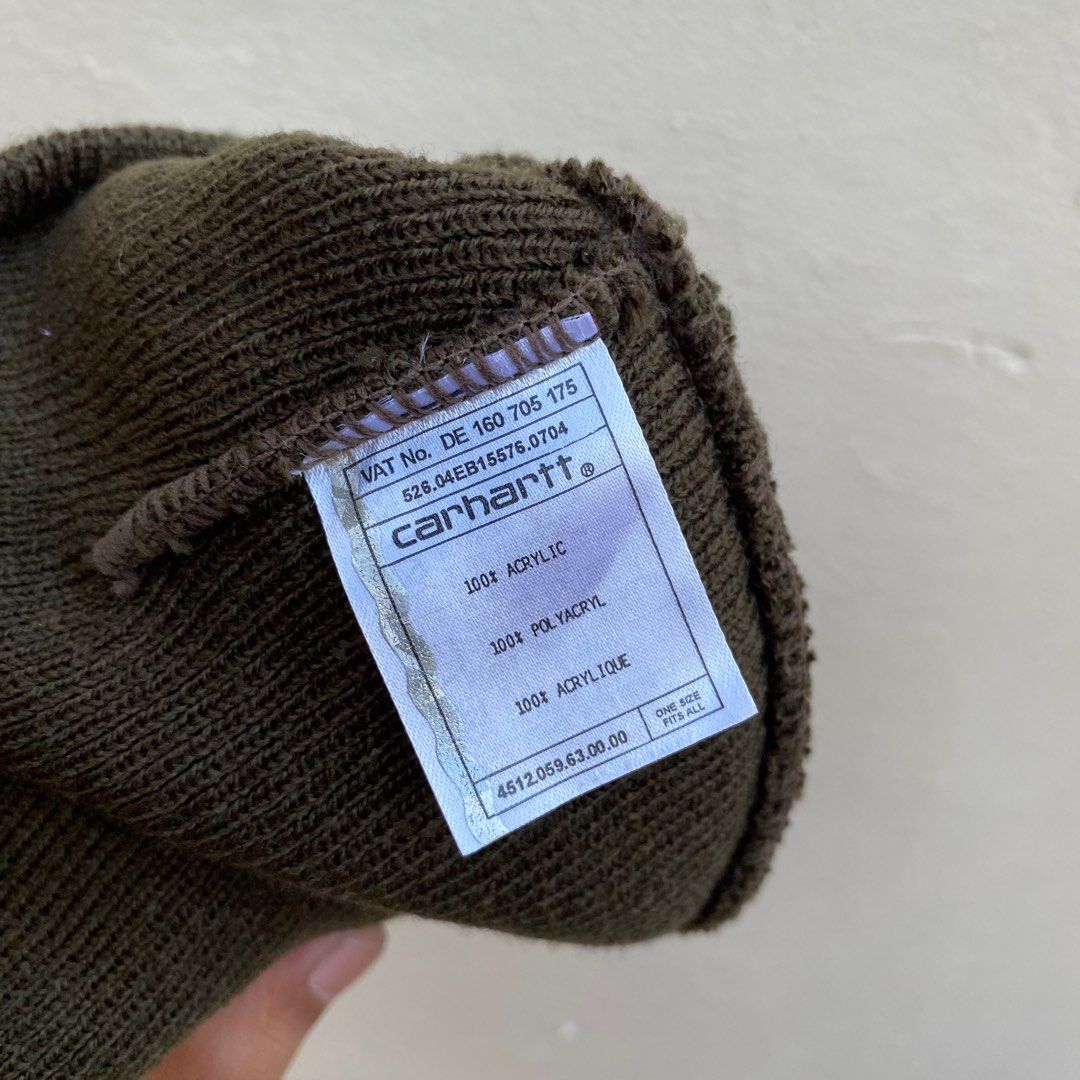 VAT No. DE 160 705 175
526.04EB15576.0704
carhartt®
100% ACRYLIC
100% POLYACRYL
100% ACRYLIQUE
4512.059.63.00.00
ONE SIZE
FITS ALL